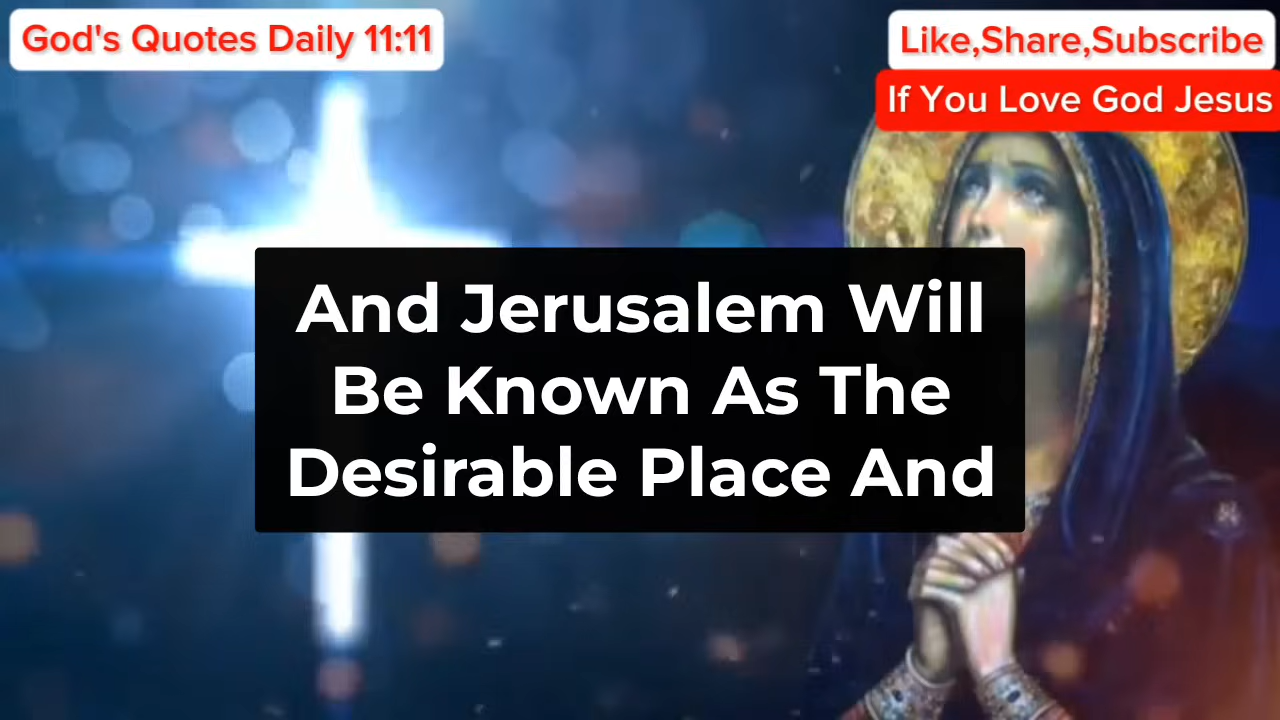 God's Quotes Daily 11:11
Like,Share,Subscribe
If You Love God Jesus
And Jerusalem Will
Be Known As The
Desirable Place And